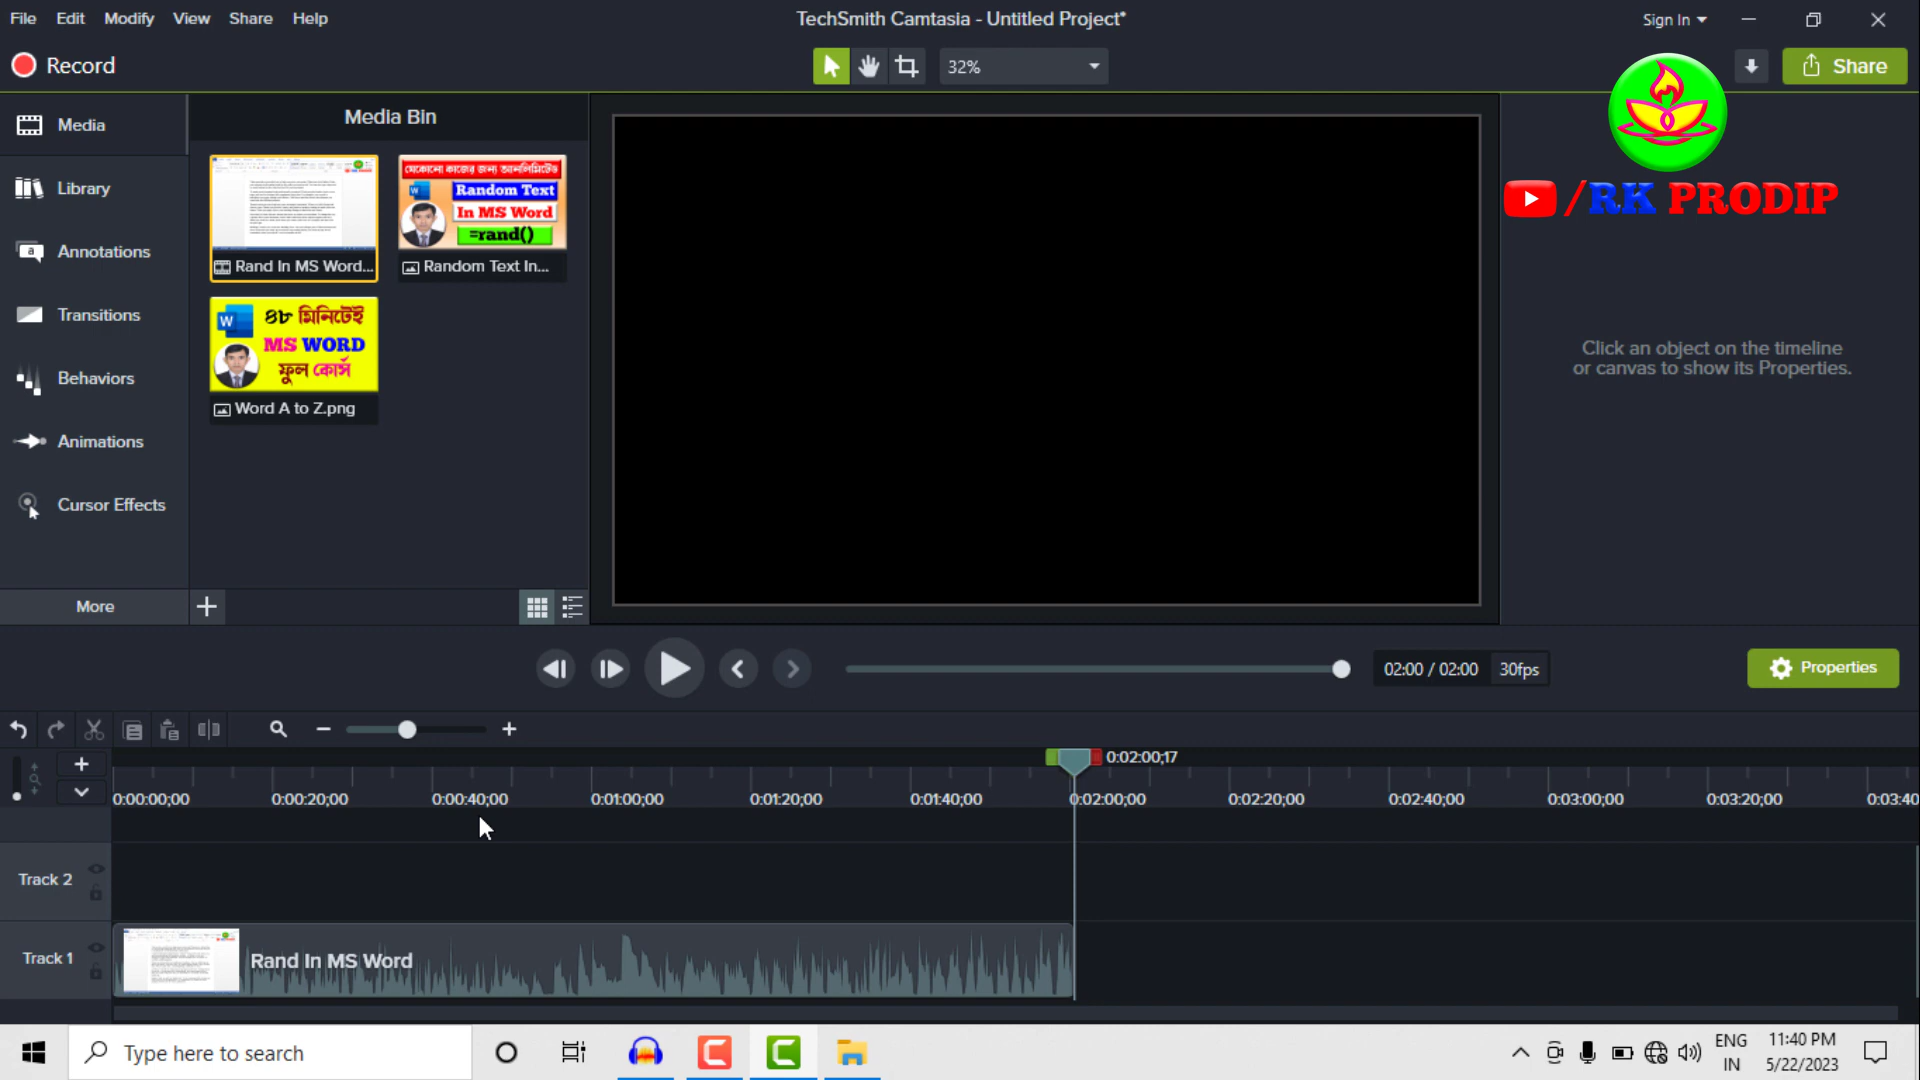 File Edit Modify View Share Help
TechSmith Camtasia - Untitled Project*
Sign In
Record
32%
Share
Media
Library
Annotations
Transitions
Behaviors
Animations
Cursor Effects
More
Media Bin
Rand In MS Word...
যেকোনো কাজের জন্য আনলিমিটেড
W
Random Text
In MS Word
=rand()
Random Text In...
W
৪৮ মিনিটেই
MS WORD
ফুল কোর্স
Word A to Z.png
/RK PRODIP
Click an object on the timeline
or canvas to show its Properties.
02:00 / 02:00
30fps
Properties
0:02:00;17
0:00:00;00 0:00:20;00 0:00:40;00 0:01:00;00 0:01:20;00 0:01:40;00 0:02:00;00 0:02:20;00 0:02:40;00 0:03:00;00 0:03:20;00 0:03:40
Track 2
Track 1
Rand In MS Word
Type here to search
ENG
IN
11:40 PM
5/22/2023